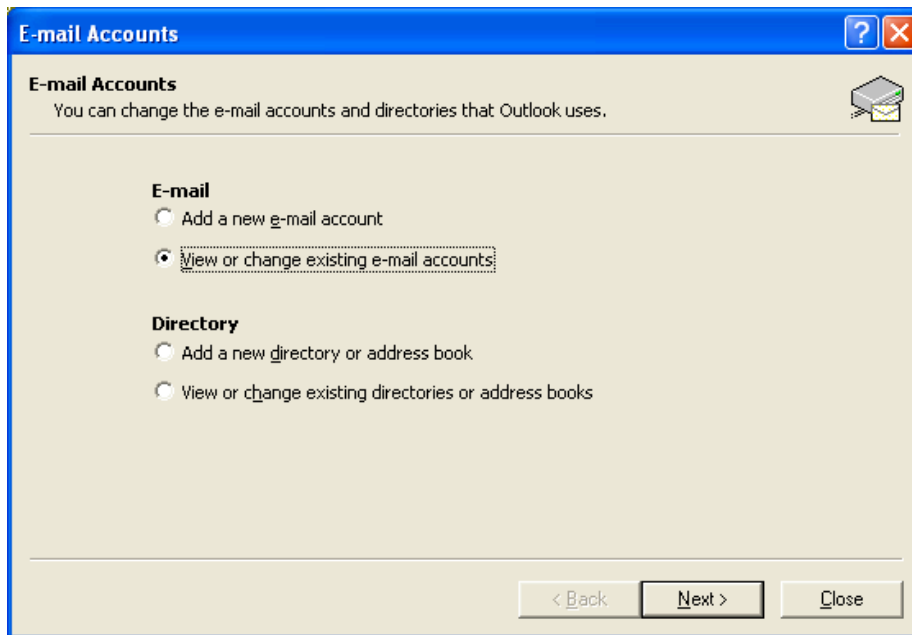 E-mail Accounts
E-mail Accounts
You can change the e-mail accounts and directories that Outlook uses.
E-mail
Add a new e-mail account
View or change existing e-mail accounts
Directory
Add a new directory or address book
View or change existing directories or address books
< Back Next > Close